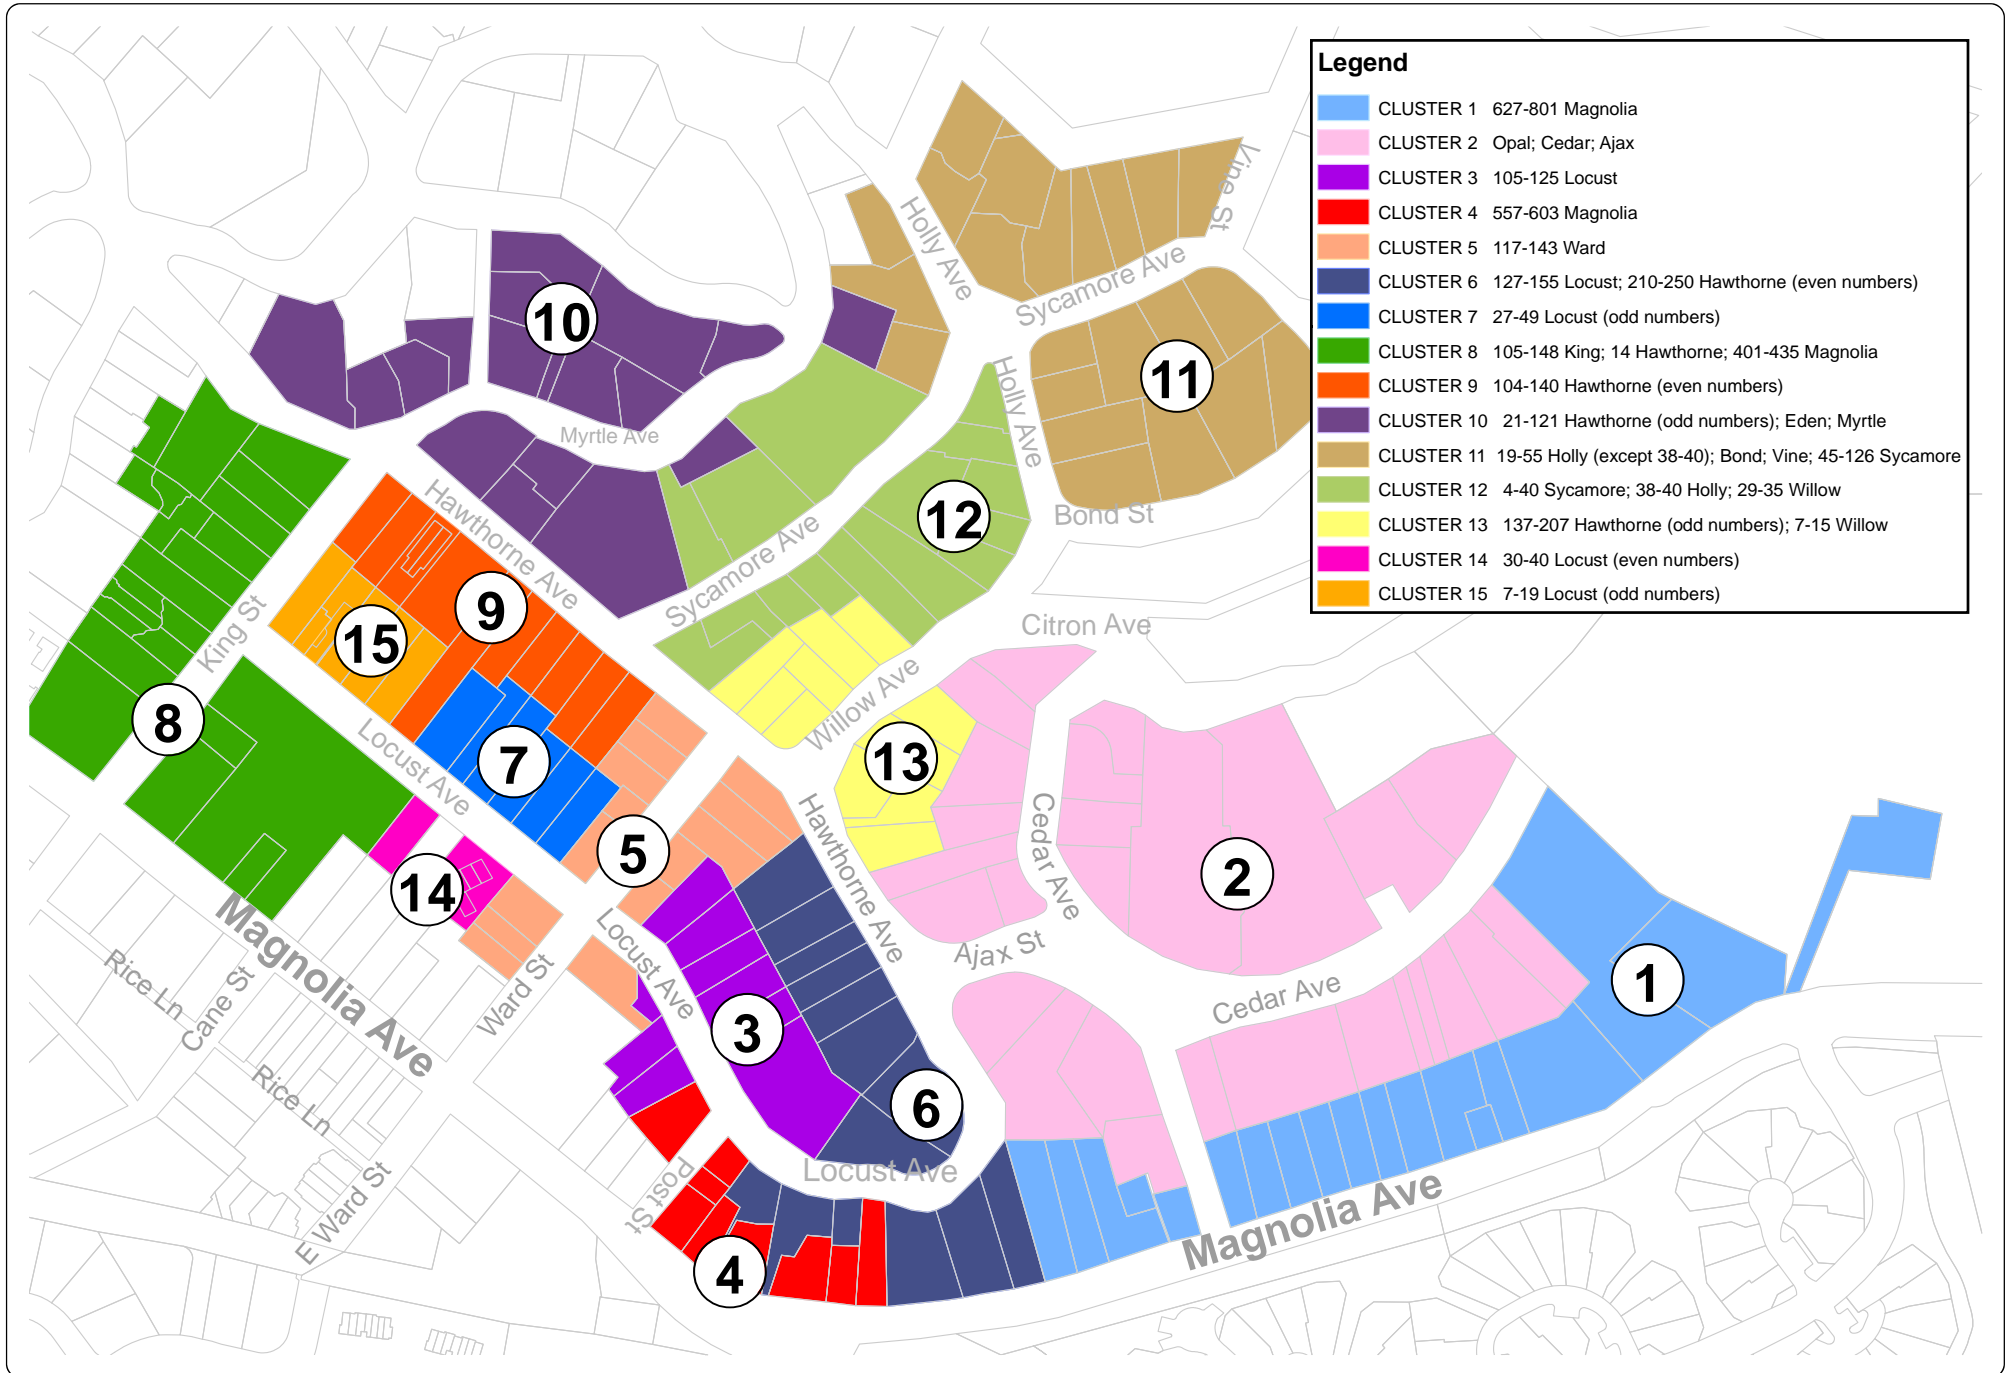 Legend
CLUSTER 1 627-801 Magnolia
CLUSTER 2 Opal; Cedar; Ajax
CLUSTER 3 105-125 Locust
CLUSTER 4 557-603 Magnolia
CLUSTER 5 117-143 Ward
CLUSTER 6 127-155 Locust; 210-250 Hawthorne (even numbers)
CLUSTER 7 27-49 Locust (odd numbers)
CLUSTER 8 105-148 King; 14 Hawthorne; 401-435 Magnolia
CLUSTER 9 104-140 Hawthorne (even numbers)
CLUSTER 10 21-121 Hawthorne (odd numbers); Eden; Myrtle
CLUSTER 11 19-55 Holly (except 38-40); Bond; Vine; 45-126 Sycamore
CLUSTER 12 4-40 Sycamore; 38-40 Holly; 29-35 Willow
CLUSTER 13 137-207 Hawthorne (odd numbers); 7-15 Willow
CLUSTER 14 30-40 Locust (even numbers)
CLUSTER 15 7-19 Locust (odd numbers)
Vine St
Holly Ave
Sycamore Ave
10
11
Holly Ave
Myrtle Ave
Hawthorne Ave
12
Bond St
Sycamore Ave
9
15
King St
Citron Ave
Willow Ave
8
Locust Ave
7
13
Hawthorne Ave
Cedar Ave
5
2
14
Magnolia Ave
Locust Ave
Ajax St
Rice Ln
Cane St
Ward St
Cedar Ave
1
3
Rice Ln
6
Locust Ave
Post St
E Ward St
Magnolia Ave
4